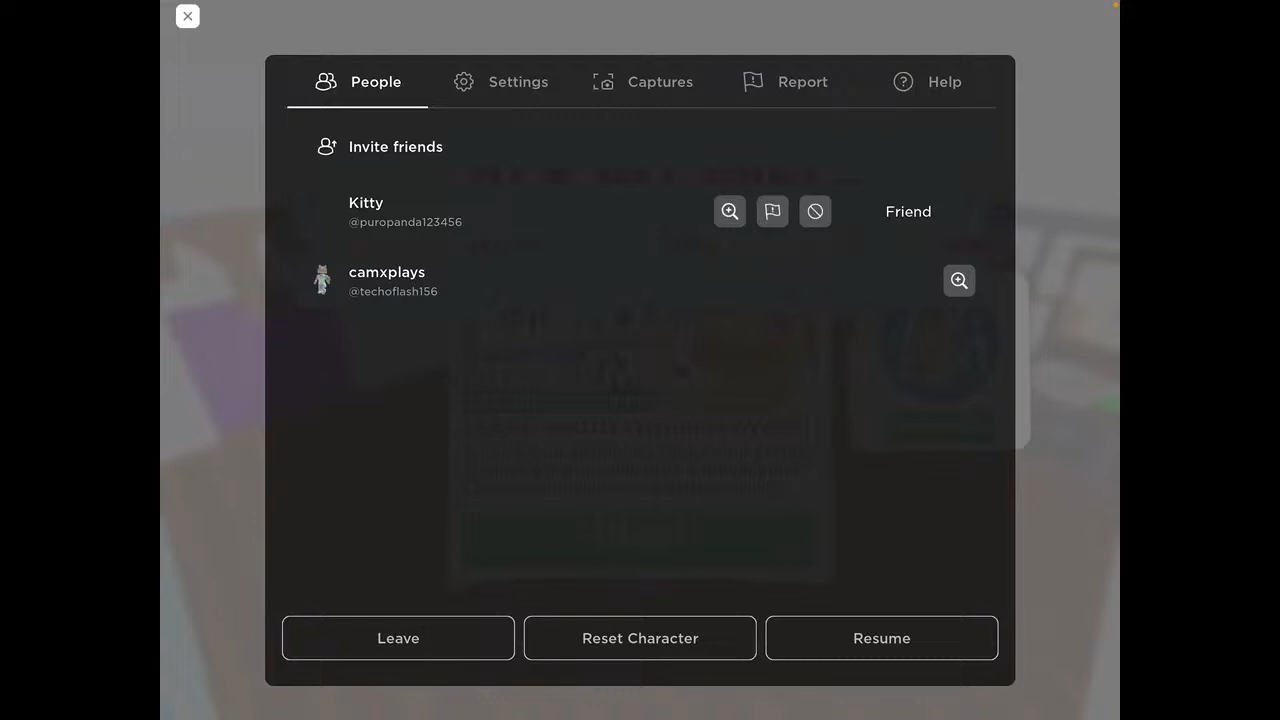 People
Settings
Captures
Report
Help
Invite friends
Kitty
@puropanda123456
Friend
camxplays
@techoflash156
Leave
Reset Character
Resume